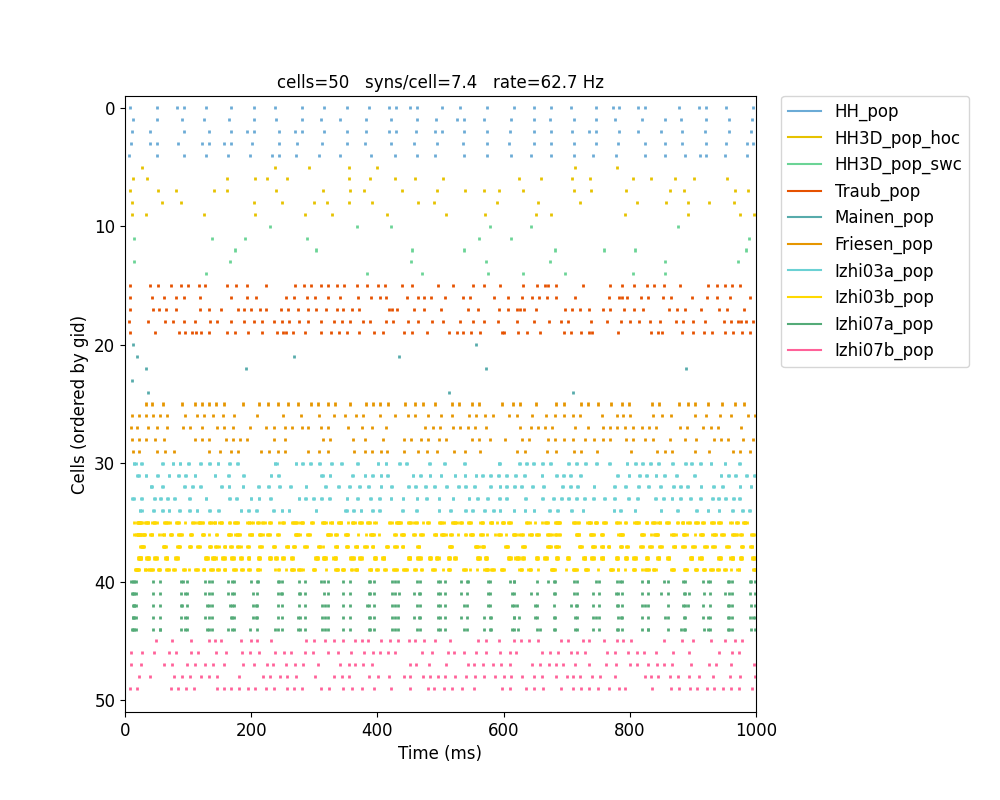 cells=50   syns/cell=7.4   rate=62.7 Hz
0
10
20
30
40
50
Cells (ordered by gid)
0
200
400
600
800
1000
Time (ms)
HH_pop
HH3D_pop_hoc
HH3D_pop_swc
Traub_pop
Mainen_pop
Friesen_pop
Izhi03a_pop
Izhi03b_pop
Izhi07a_pop
Izhi07b_pop